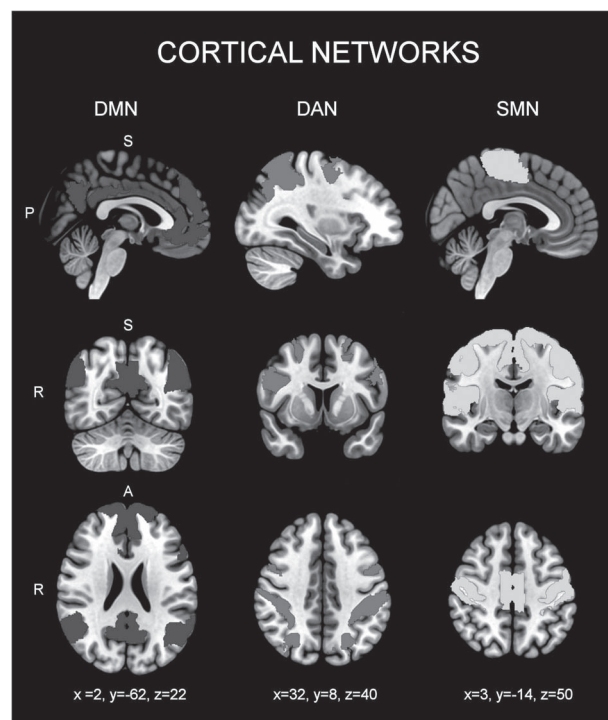 CORTICAL NETWORKS
DMN DAN SMN
S
P
S
R
A
R
x =2, y=-62, z=22 x=32, y=8, z=40 x=3, y=-14, z=50